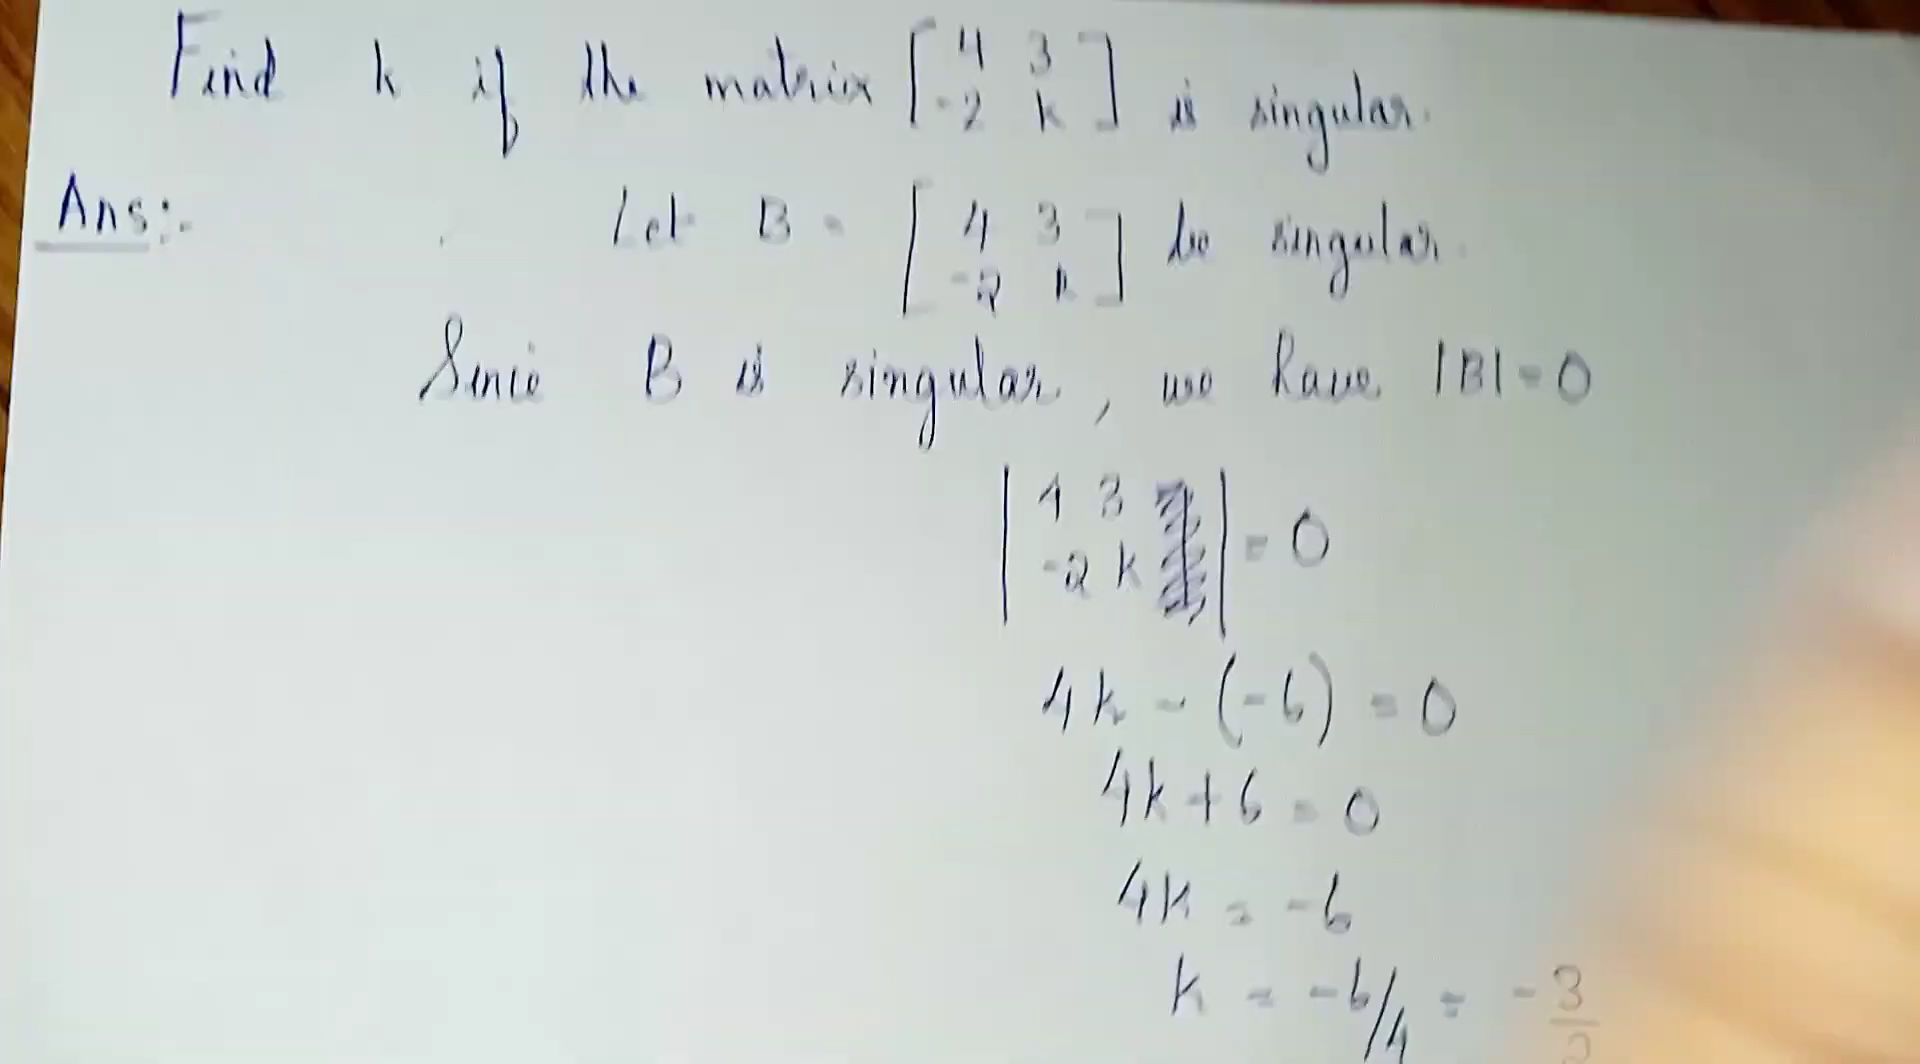 Find k if the matrix [4 3
-2 k] is singular.
Ans:-
Let B = [4 3
-2 k] be singular.
Since B is singular, we have |B| = 0
|4 3
-2 k| = 0
4k - (-6) = 0
4k + 6 = 0
4k = -6
k = -6/4 = -3